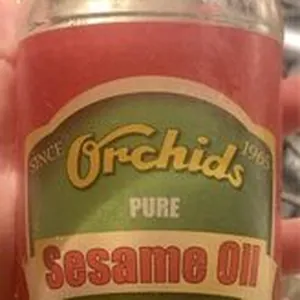 SINCE Orchids 1965
PURE
Sesame Oil